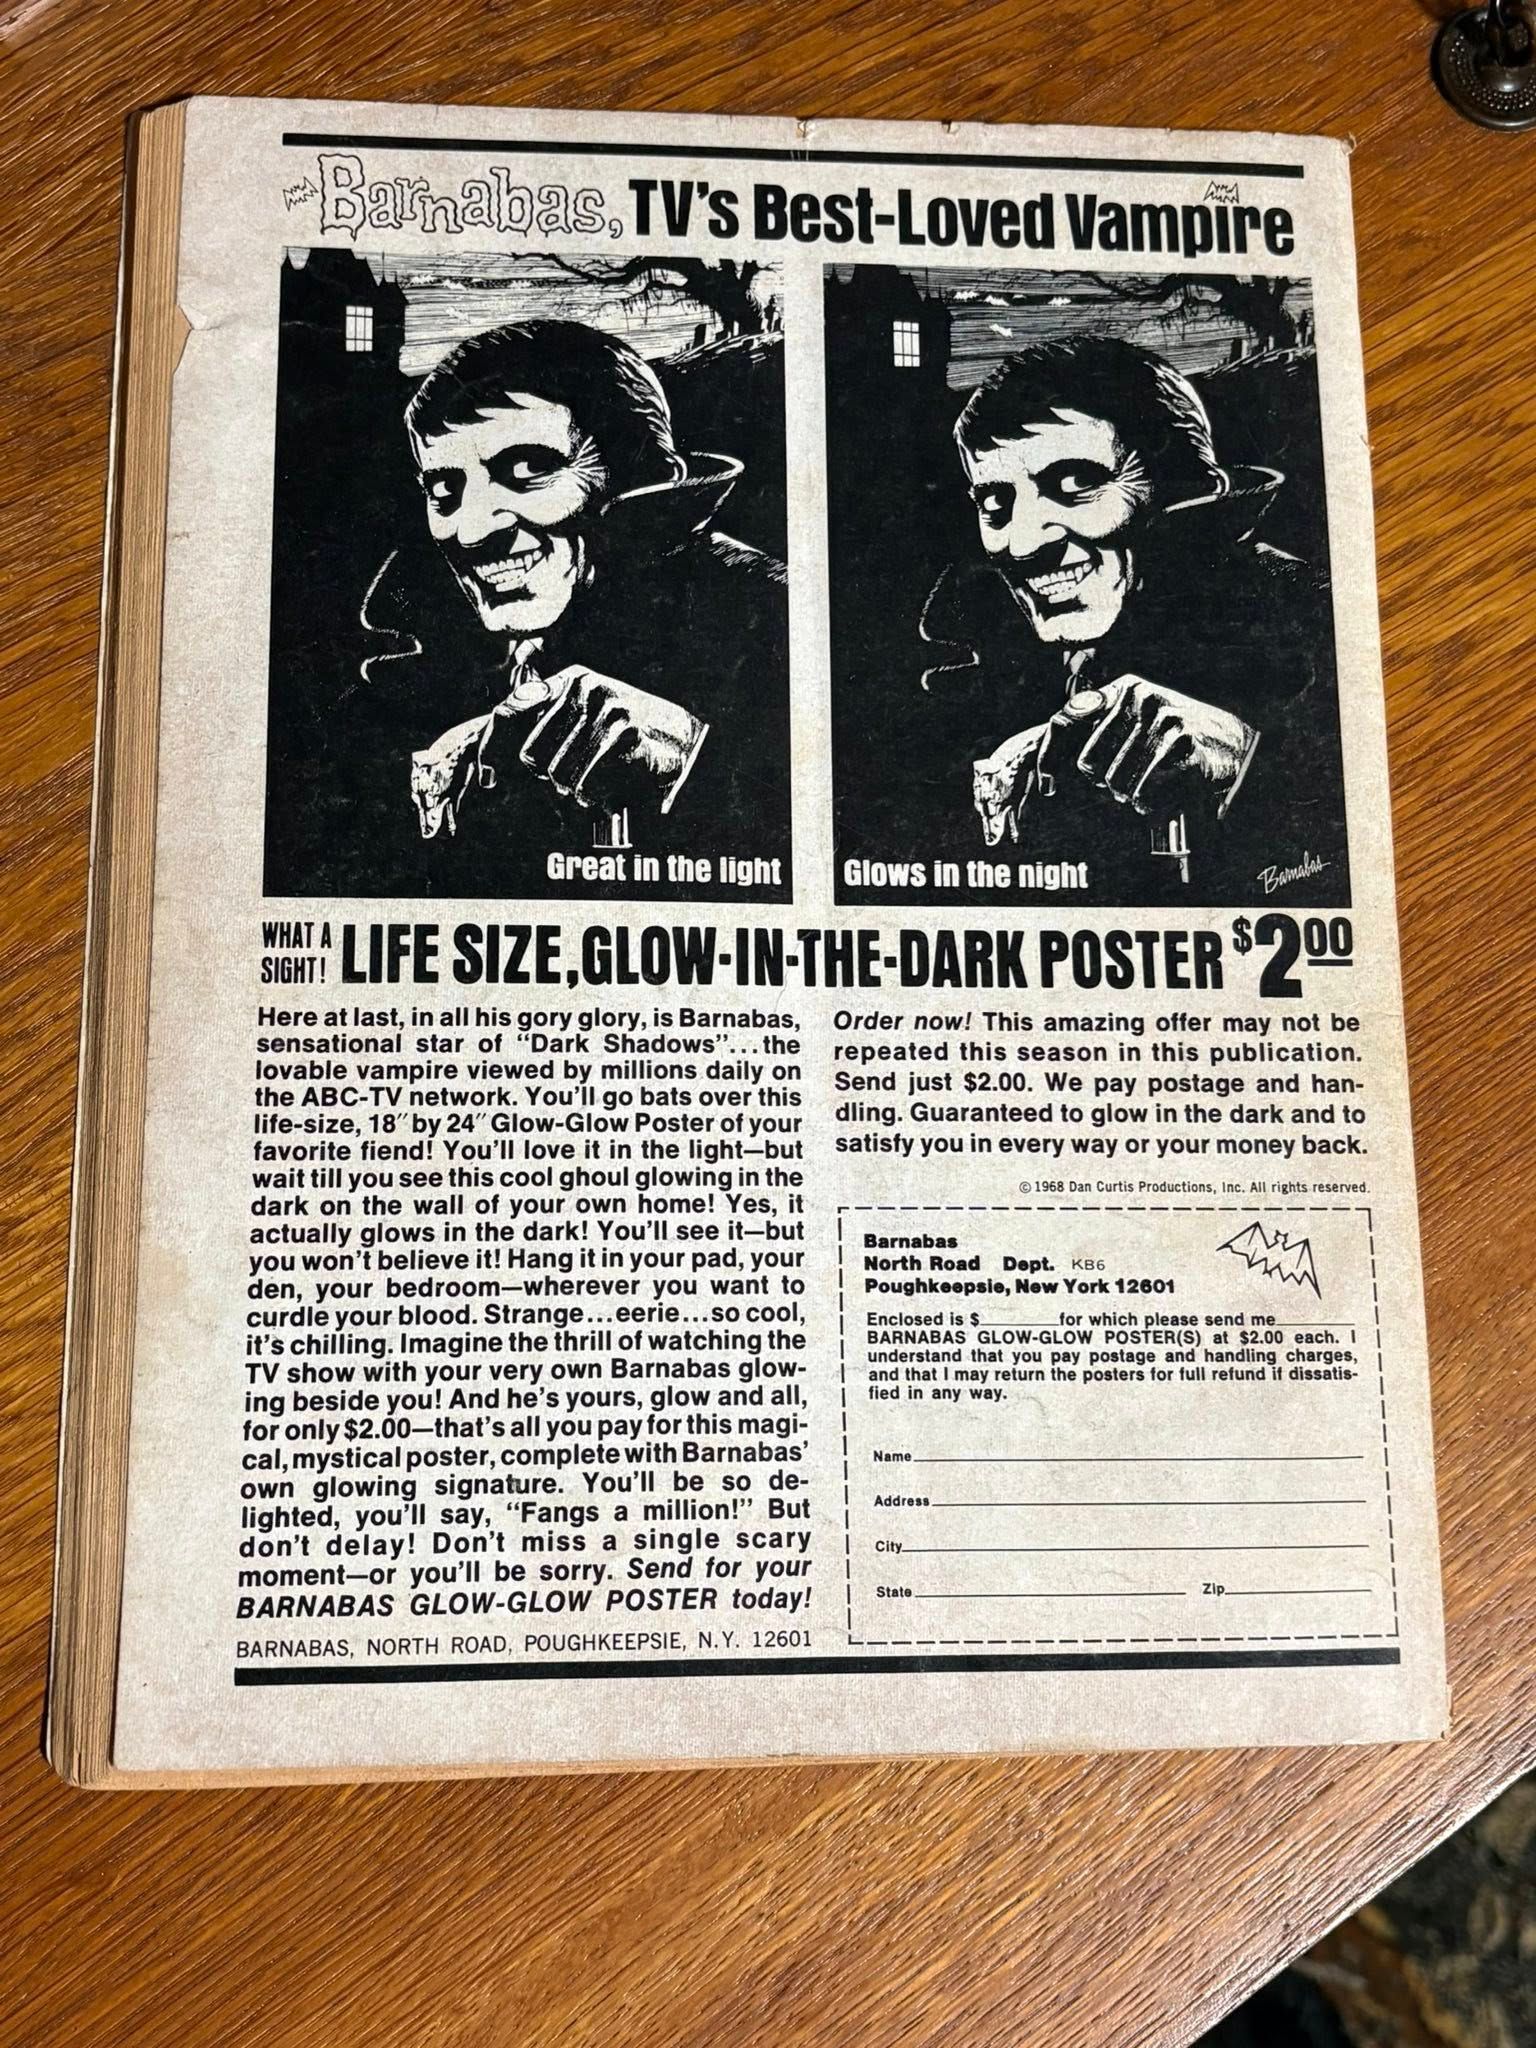 Barnabas, TV's Best-Loved Vampire
Great in the light
Glows in the night
Barnabas
WHAT A
SIGHT!
LIFE SIZE, GLOW-IN-THE-DARK POSTER $2.00
Here at last, in all his gory glory, is Barnabas,
sensational star of "Dark Shadows"...the
lovable vampire viewed by millions daily on
the ABC-TV network. You'll go bats over this
life-size, 18" by 24" Glow-Glow Poster of your
favorite fiend! You'll love it in the light—but
wait till you see this cool ghoul glowing in the
dark on the wall of your own home! Yes, it
actually glows in the dark! You'll see it—but
you won't believe it! Hang it in your pad, your
den, your bedroom—wherever you want to
curdle your blood. Strange...eerie...so cool,
it's chilling. Imagine the thrill of watching the
TV show with your very own Barnabas glow-
ing beside you! And he's yours, glow and all,
for only $2.00—that's all you pay for this magi-
cal, mystical poster, complete with Barnabas'
own glowing signature. You'll be so de-
lighted, you'll say, "Fangs a million!" But
don't delay! Don't miss a single scary
moment—or you'll be sorry. Send for your
BARNABAS GLOW-GLOW POSTER today!
BARNABAS, NORTH ROAD, POUGHKEEPSIE, N.Y. 12601
Order now! This amazing offer may not be
repeated this season in this publication.
Send just $2.00. We pay postage and han-
dling. Guaranteed to glow in the dark and to
satisfy you in every way or your money back.
© 1968 Dan Curtis Productions, Inc. All rights reserved.
Barnabas
North Road Dept. KB6
Poughkeepsie, New York 12601
Enclosed is $______for which please send me______
BARNABAS GLOW-GLOW POSTER(S) at $2.00 each. I
understand that you pay postage and handling charges,
and that I may return the posters for full refund if dissatis-
fied in any way.
Name
Address
City
State Zip